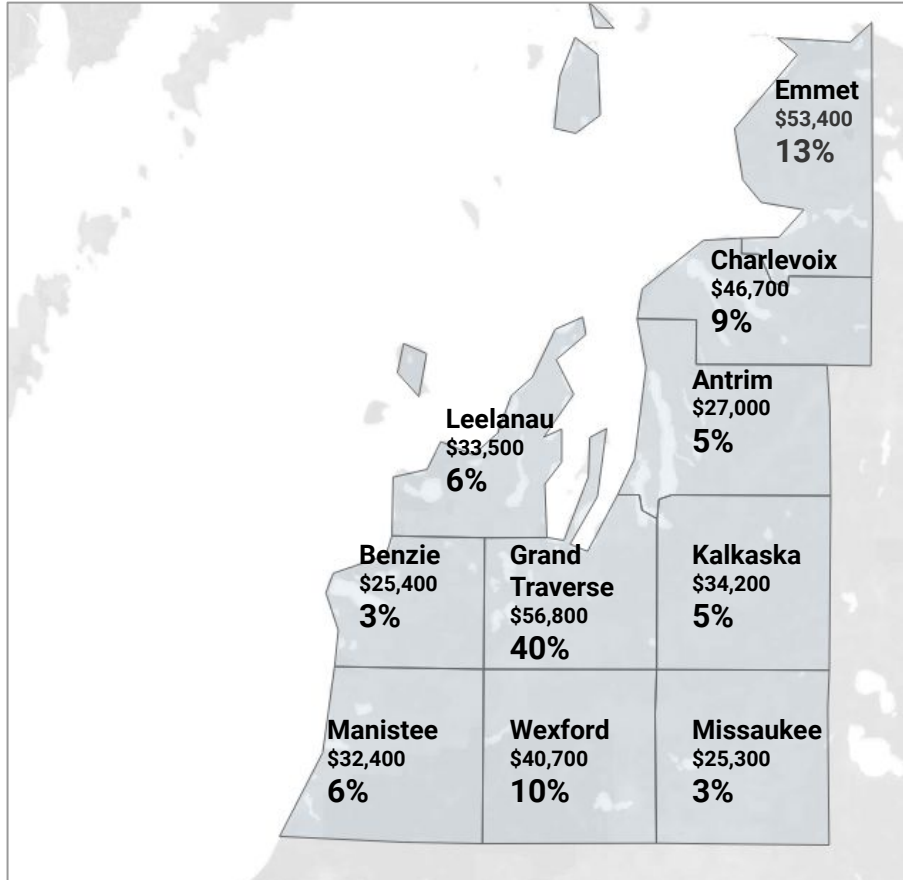 Emmet
$53,400
13%
Charlevoix
$46,700
9%
Antrim
$27,000
5%
Leelanau
$33,500
6%
Benzie
$25,400
3%
Grand
Traverse
$56,800
40%
Kalkaska
$34,200
5%
Manistee
$32,400
6%
Wexford
$40,700
10%
Missaukee
$25,300
3%